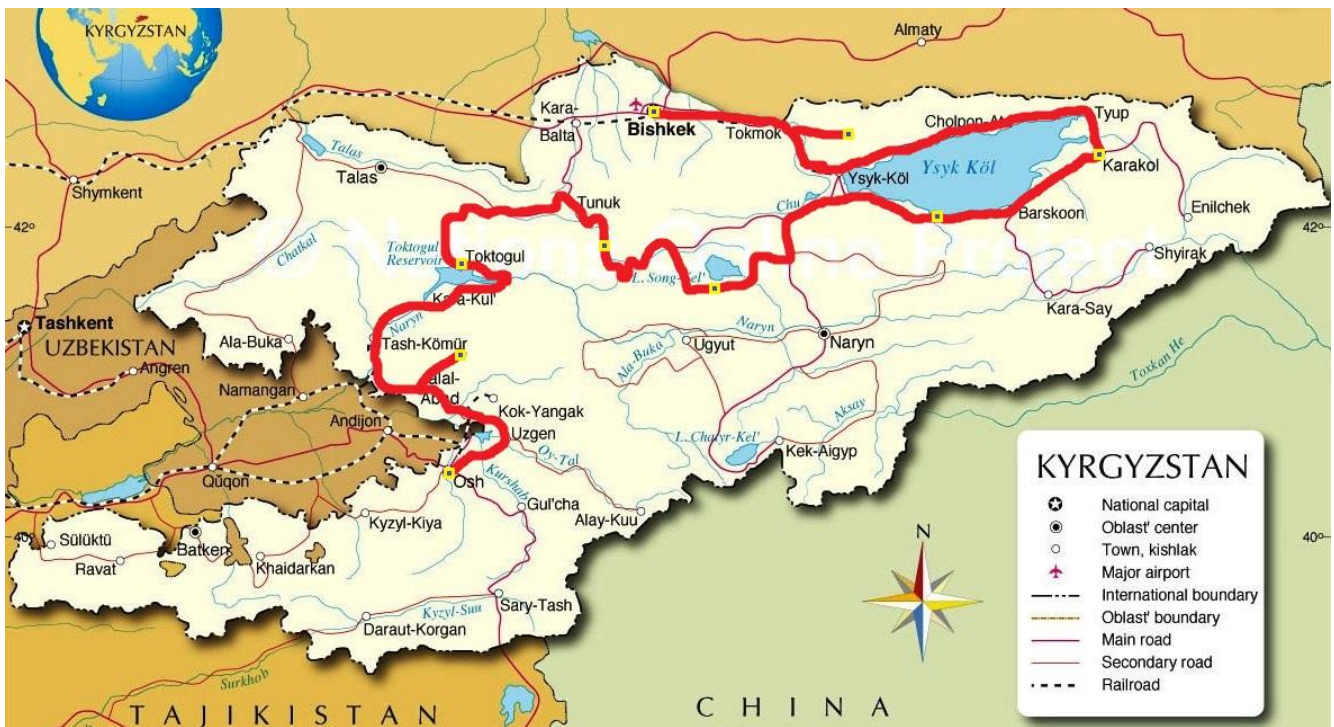 KYRGYZSTAN
Almaty
Kara-
Balta
Bishkek
Tokmok
Tyup
Ysyk Köl
Karakol
Ysyk-Köl
Talas
Talas
Shymkent
Tunuk
Chu
Barskoon
Enilchek
42°
42°
Chatkal
Toktogul
Reservoir
Toktogul
Shyirak
L. Song-Kel'
Kara-Kul'
Kara-Say
Naryn
Naryn
Tashkent
UZBEKISTAN
Ala-Buka
Tash-Kömür
Ala-Buka
Ugyut
Naryn
Toxkan He
Angren
Namangan
Andijon
Kok-Yangak
Uzgen
Aksay
L. Chatyr-Kel'
Kek-Aigyp
Oy-Tal
Qŭqon
Osh
Kurshab
Gul'cha
Kyzyl-Kiya
Alay-Kuu
40°
40°
Sülüktü
Batken
Ravat
Khaidarkan
Sary-Tash
Kyzyl-Suu
Daraut-Korgan
Surkhob
TAJIKISTAN
CHINA
N
KYRGYZSTAN
National capital
Oblast' center
Town, kishlak
Major airport
International boundary
Oblast' boundary
Main road
Secondary road
Railroad